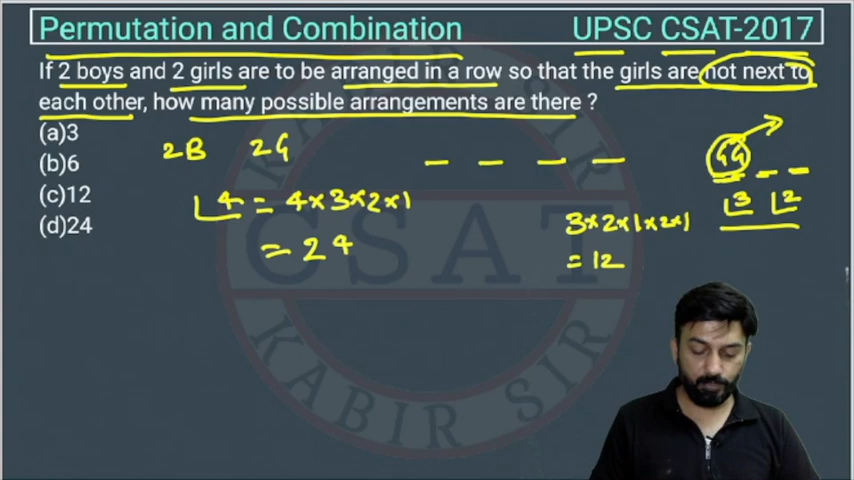 Permutation and Combination UPSC CSAT-2017
If 2 boys and 2 girls are to be arranged in a row so that the girls are not next to
each other, how many possible arrangements are there ?
(a)3
(b)6
(c)12
(d)24
2B 2G
GG
|4 = 4×3×2×1
= 24
|3 |2
3×2×1×2×1
= 12
KABIR SIR
CSAT
KABIR SIR